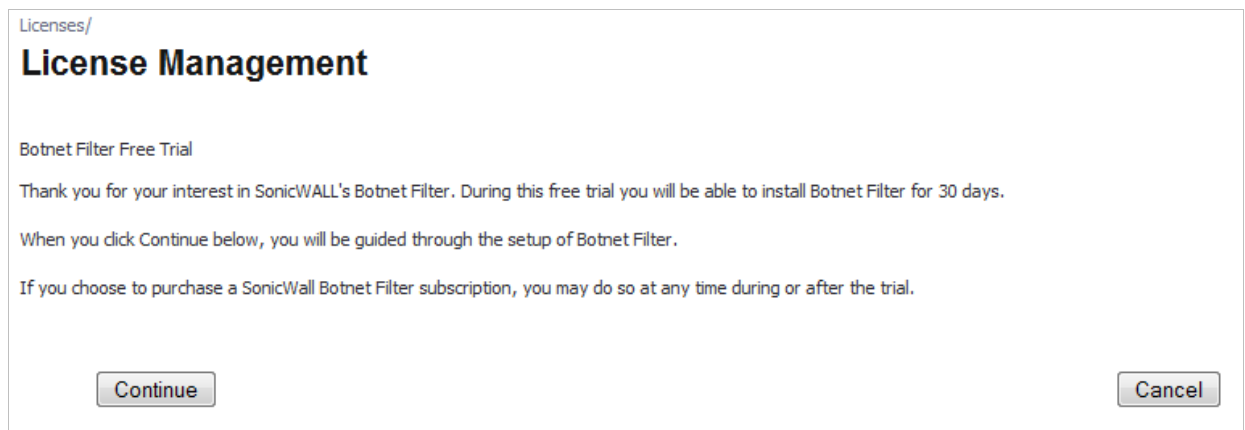 Licenses/
License Management
Botnet Filter Free Trial
Thank you for your interest in SonicWALL's Botnet Filter. During this free trial you will be able to install Botnet Filter for 30 days.
When you click Continue below, you will be guided through the setup of Botnet Filter.
If you choose to purchase a SonicWall Botnet Filter subscription, you may do so at any time during or after the trial.
Continue
Cancel